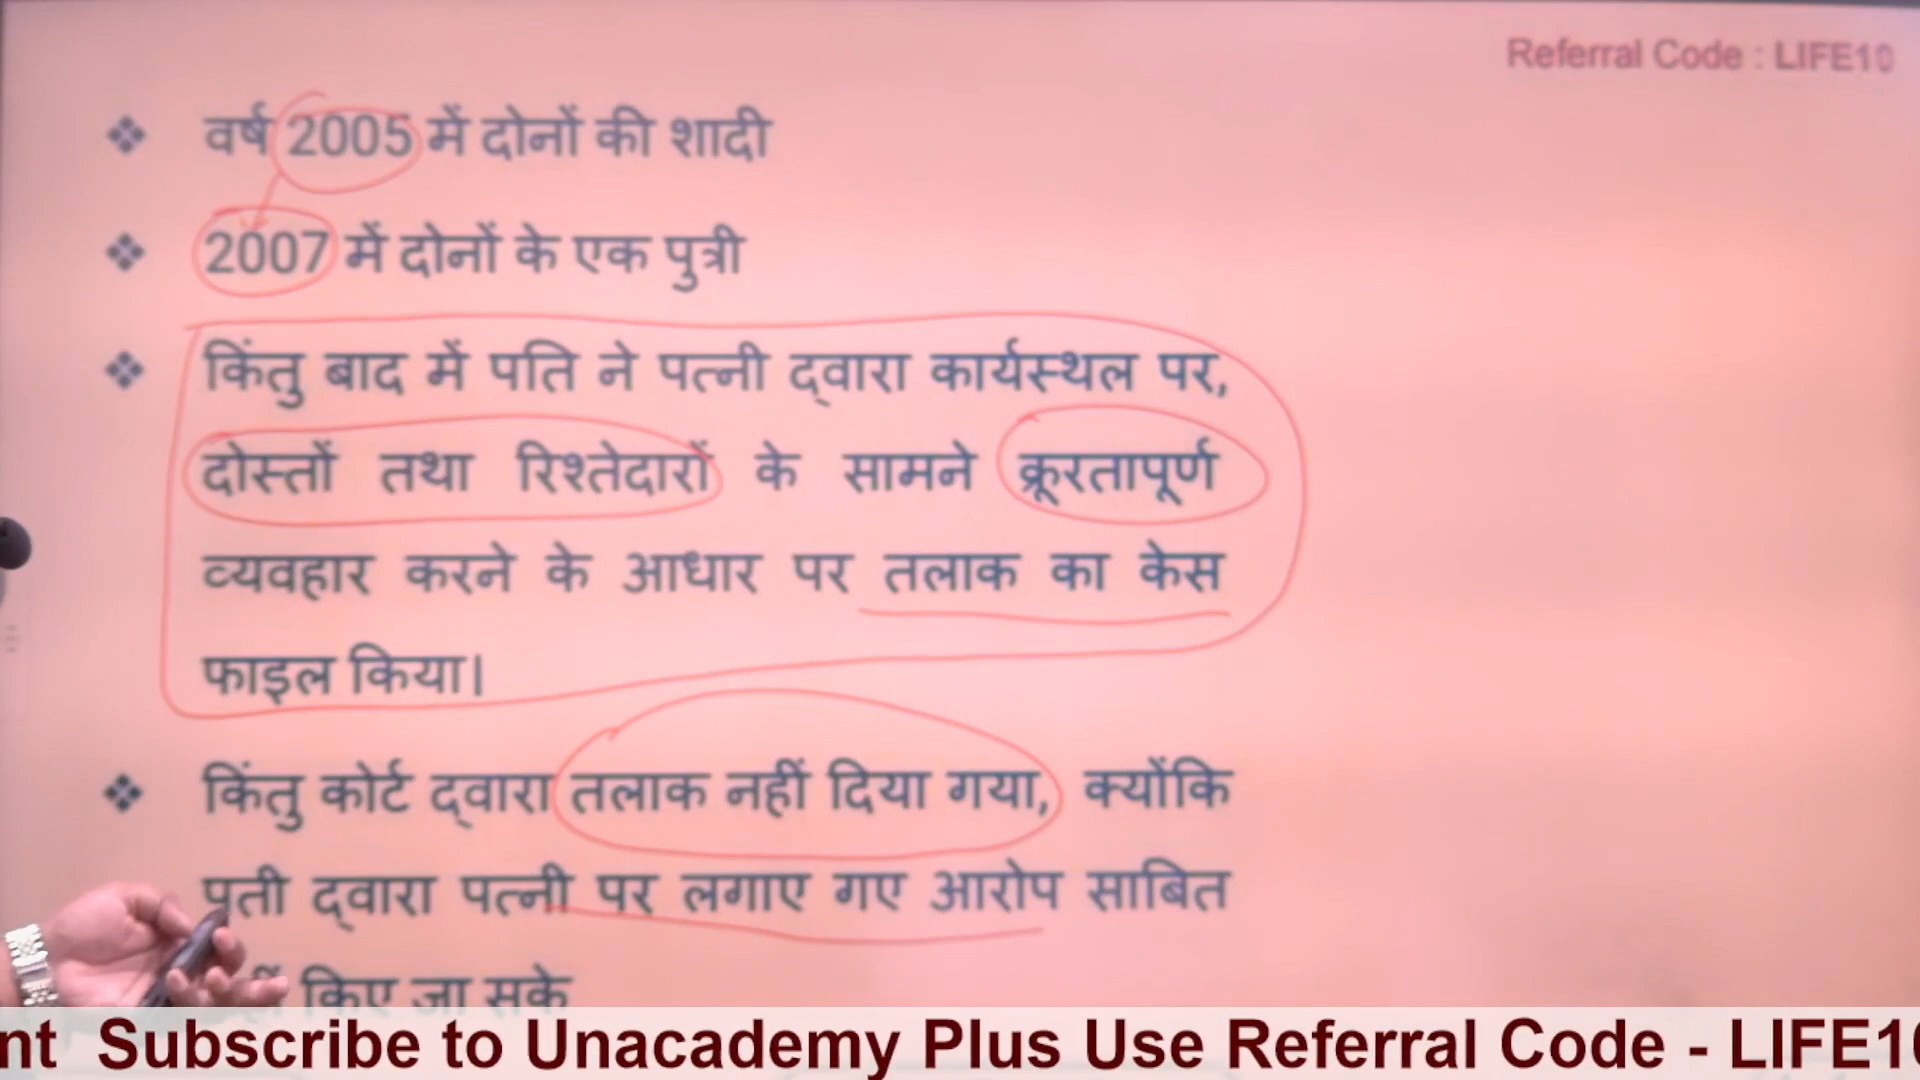 Referral Code : LIFE10
❖ वर्ष 2005 में दोनों की शादी
❖ 2007 में दोनों के एक पुत्री
❖ किंतु बाद में पति ने पत्नी द्वारा कार्यस्थल पर,
दोस्तों तथा रिश्तेदारों के सामने क्रूरतापूर्ण
व्यवहार करने के आधार पर तलाक का केस
फाइल किया।
❖ किंतु कोर्ट द्वारा तलाक नहीं दिया गया, क्योंकि
पती द्वारा पत्नी पर लगाए गए आरोप साबित
किए जा सके
nt Subscribe to Unacademy Plus Use Referral Code - LIFE10